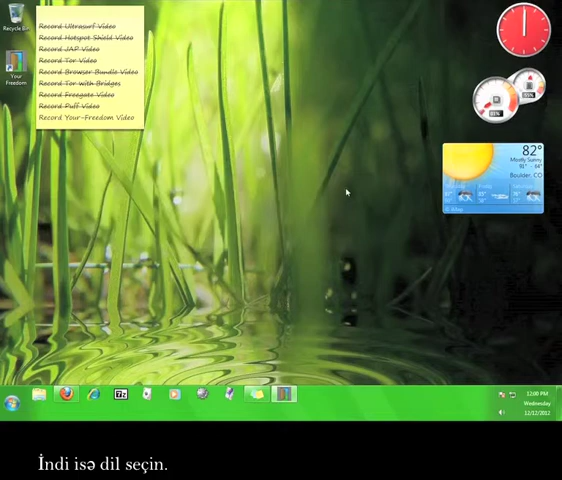 Recycle Bin
Your
Freedom
Record Ultrasurf Video
Record Hotspot Shield Video
Record JAP Video
Record Tor Video
Record Browser Bundle Video
Record Tor with Bridges
Record Freegate Video
Record Puff Video
Record Your-Freedom Video
82°
Mostly Sunny
91° - 64°
Boulder, CO
12:00 PM
Wednesday
12/12/2012
İndi isə dil seçin.